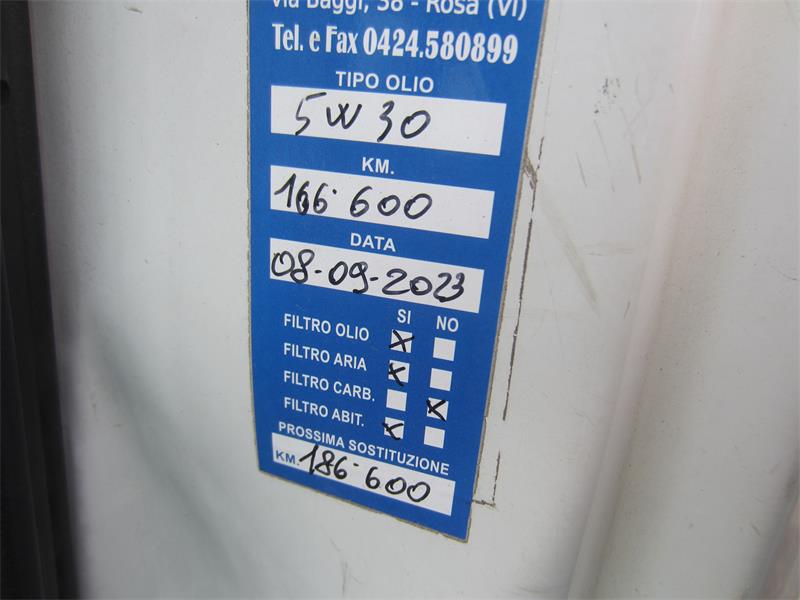 Via Baggi, 38 - Rosà (VI)
Tel. e Fax 0424.580899
TIPO OLIO
5W30
KM.
166·600
DATA
08-09-2023
SI NO
FILTRO OLIO
FILTRO ARIA
FILTRO CARB.
FILTRO ABIT.
PROSSIMA SOSTITUZIONE
KM. 186·600